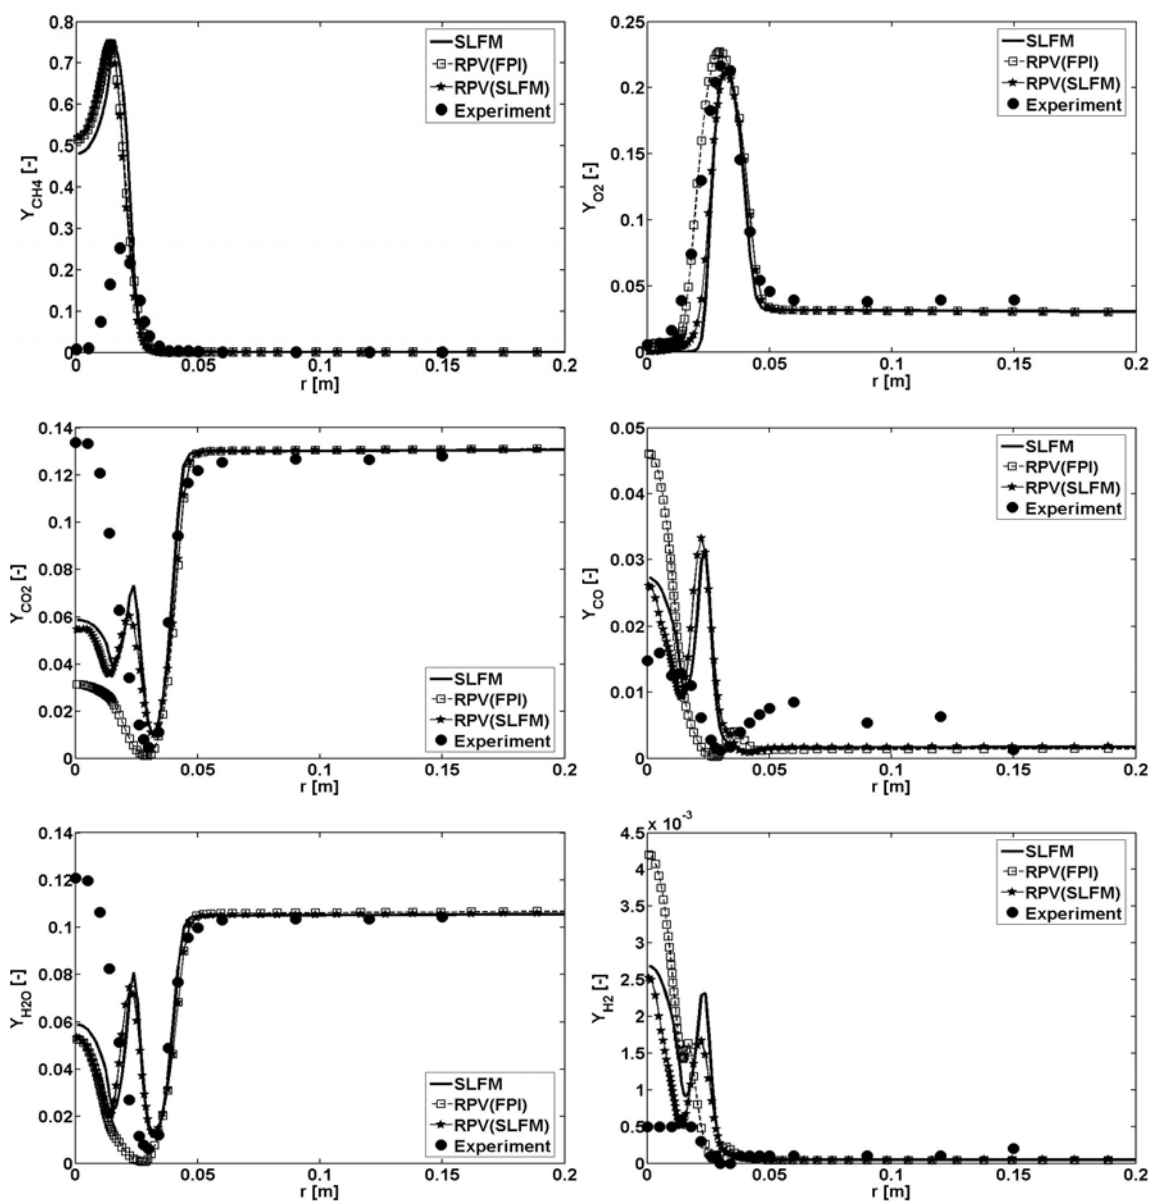 0.8
0.7
0.6
0.5
0.4
0.3
0.2
0.1
0
Y_CH4 [-]
0 0.05 0.1 0.15 0.2
r [m]
SLFM
RPV(FPI)
RPV(SLFM)
Experiment
0.25
0.2
0.15
0.1
0.05
0
Y_O2 [-]
0 0.05 0.1 0.15 0.2
r [m]
SLFM
RPV(FPI)
RPV(SLFM)
Experiment
0.14
0.12
0.1
0.08
0.06
0.04
0.02
0
Y_CO2 [-]
0 0.05 0.1 0.15 0.2
r [m]
SLFM
RPV(FPI)
RPV(SLFM)
Experiment
0.05
0.04
0.03
0.02
0.01
0
Y_CO [-]
0 0.05 0.1 0.15 0.2
r [m]
SLFM
RPV(FPI)
RPV(SLFM)
Experiment
0.14
0.12
0.1
0.08
0.06
0.04
0.02
0
Y_H2O [-]
0 0.05 0.1 0.15 0.2
r [m]
SLFM
RPV(FPI)
RPV(SLFM)
Experiment
x 10^-3
4.5
4
3.5
3
2.5
2
1.5
1
0.5
0
Y_H2 [-]
0 0.05 0.1 0.15 0.2
r [m]
SLFM
RPV(FPI)
RPV(SLFM)
Experiment